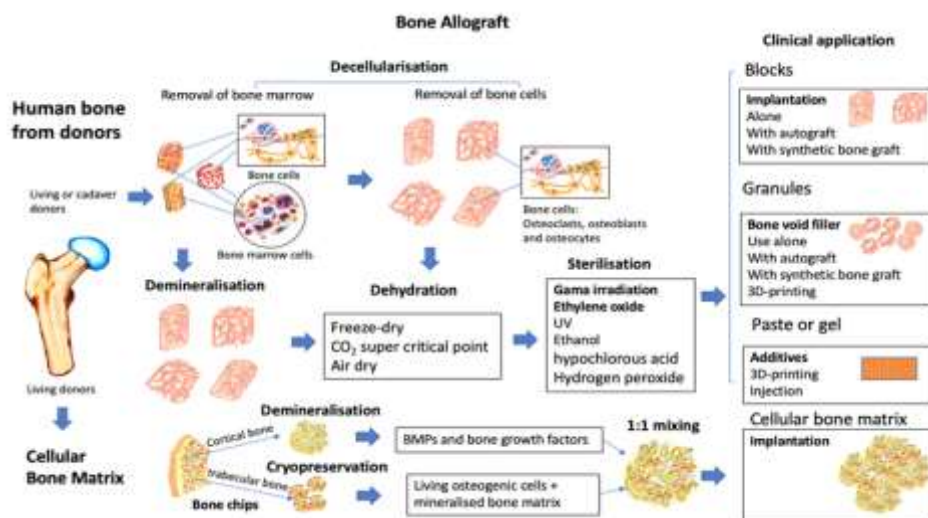 Bone Allograft
Clinical application
Decellularisation
Human bone
from donors
Removal of bone marrow
Removal of bone cells
Living or cadaver
donors
Bone cells
Bone marrow cells
Bone cells:
Osteoclasts, osteoblasts
and osteocytes
Living donors
Demineralisation
Dehydration
Freeze-dry
CO₂ super critical point
Air dry
Sterilisation
Gama irradiation
Ethylene oxide
UV
Ethanol
hypochlorous acid
Hydrogen peroxide
Blocks
Implantation
Alone
With autograft
With synthetic bone graft
Granules
Bone void filler
Use alone
With autograft
With synthetic bone graft
3D-printing
Paste or gel
Additives
3D-printing
Injection
Cellular bone matrix
Implantation
Cellular
Bone Matrix
Bone chips
Cortical bone
trabecular bone
Demineralisation
Cryopreservation
BMPs and bone growth factors
Living osteogenic cells +
mineralised bone matrix
1:1 mixing